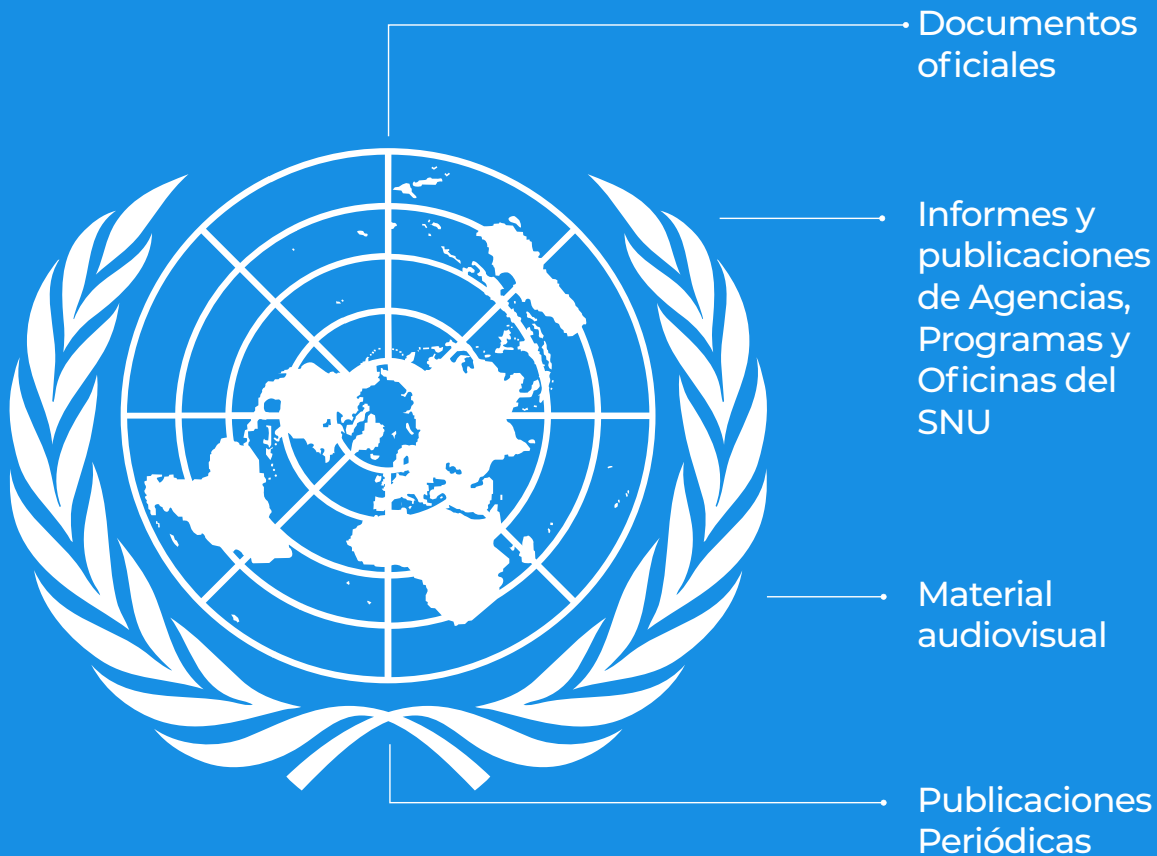 Documentos
oficiales
Informes y
publicaciones
de Agencias,
Programas y
Oficinas del
SNU
Material
audiovisual
Publicaciones
Periódicas